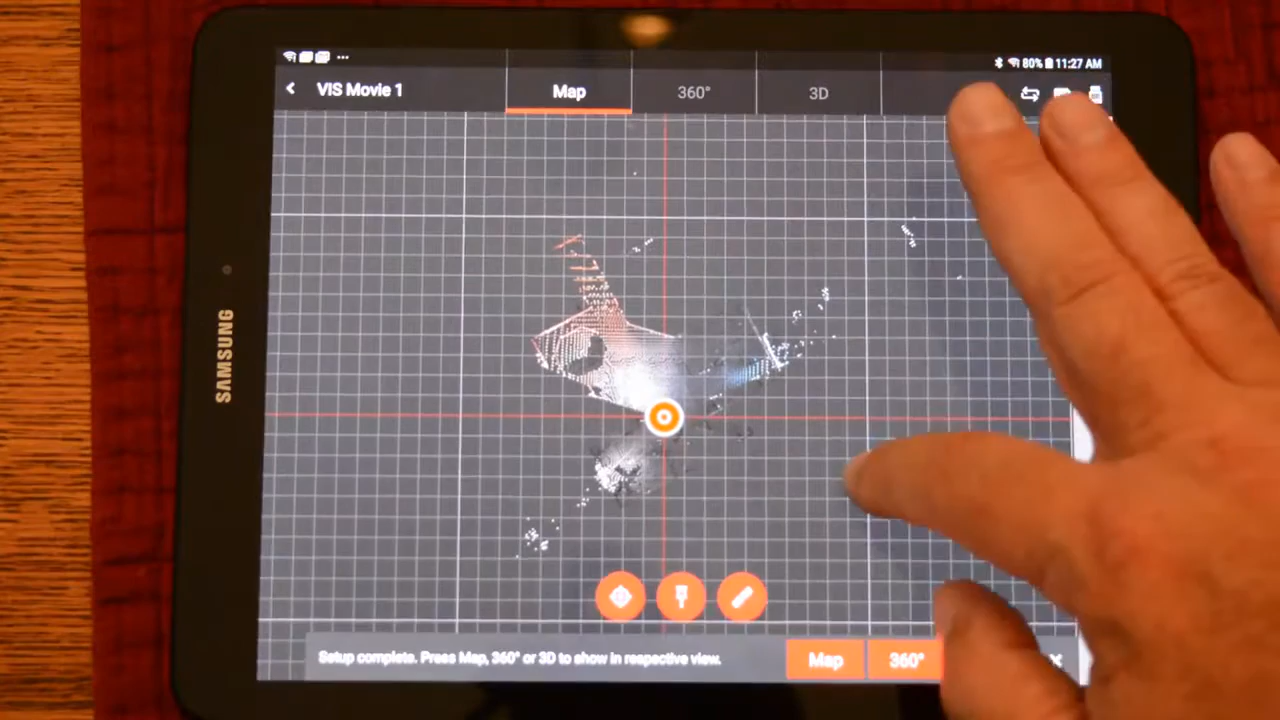 80% 11:27 AM
VIS Movie 1
Map
360°
3D
SAMSUNG
Setup complete. Press Map, 360° or 3D to show in respective view.
Map
360°